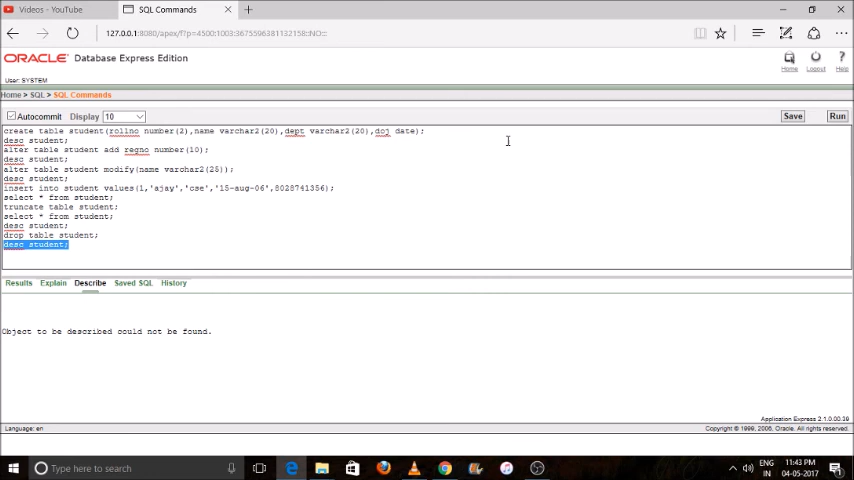 Videos - YouTube
SQL Commands
127.0.0.1:8080/apex/f?p=4500:1003:3675596381132158::NO:::
ORACLE Database Express Edition
Home Logout Help
User: SYSTEM
Home > SQL > SQL Commands
Autocommit Display 10 Save Run
create table student(rollno number(2),name varchar2(20),dept varchar2(20),doj date);
desc student;
alter table student add regno number(10);
desc student;
alter table student modify(name varchar2(25));
desc student;
insert into student values(1,'ajay','cse','15-aug-06',8028741356);
select * from student;
truncate table student;
select * from student;
desc student;
drop table student;
desc student;
Results Explain Describe Saved SQL History
Object to be described could not be found.
Application Express 2.1.0.00.39
Language: en
Copyright © 1999, 2006, Oracle. All rights reserved.
Type here to search
ENG
IN
11:43 PM
04-05-2017